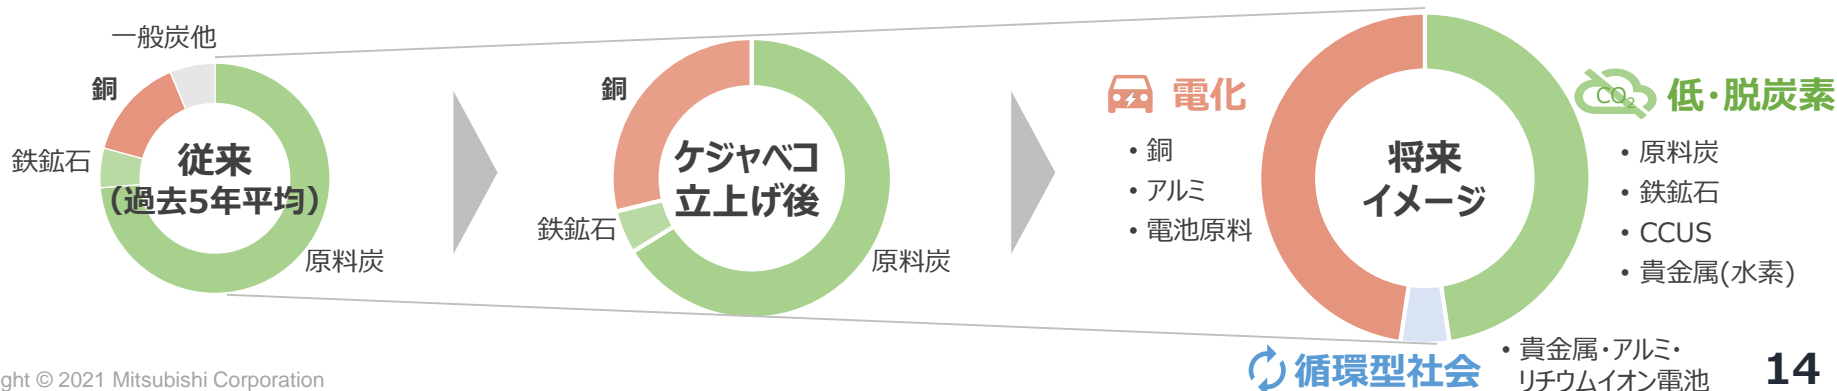 一般炭他
銅
鉄鉱石
従来
（過去5年平均）
原料炭
銅
鉄鉱石
ケジャベコ
立上げ後
原料炭
電化
• 銅
• アルミ
• 電池原料
将来
イメージ
CO2
低・脱炭素
• 原料炭
• 鉄鉱石
• CCUS
• 貴金属(水素)
循環型社会
• 貴金属・アルミ・
リチウムイオン電池
ght © 2021 Mitsubishi Corporation
14